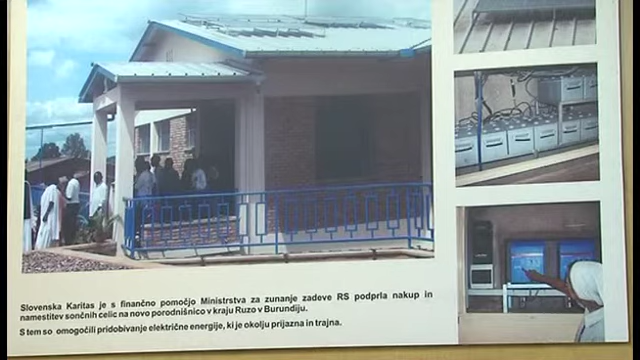 Slovenska Karitas je s finančno pomočjo Ministrstva za zunanje zadeve RS podprla nakup in
namestitev sončnih celic na novo porodnišnico v kraju Ruzo v Burundiju.
S tem so omogočili pridobivanje električne energije, ki je okolju prijazna in trajna.